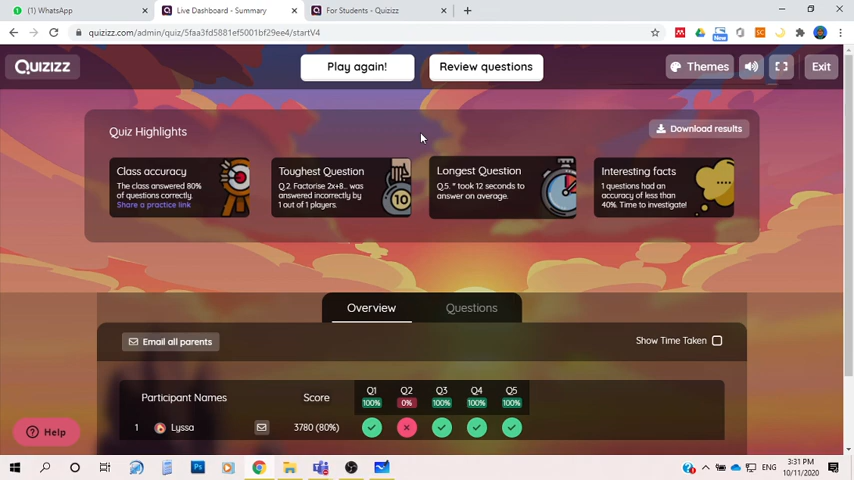 (1) WhatsApp
Live Dashboard - Summary
For Students - Quizizz
quizizz.com/admin/quiz/5faa3fd5881ef5001bf29ee4/startV4
New
SC
Quizizz
Play again!
Review questions
Themes
Exit
Quiz Highlights
Download results
Class accuracy
The class answered 80%
of questions correctly.
Share a practice link
Toughest Question
Q.2. Factorise 2x+8... was
answered incorrectly by
1 out of 1 players.
10
Longest Question
Q.5. * took 12 seconds to
answer on average.
Interesting facts
1 questions had an
accuracy of less than
40%. Time to investigate!
Overview
Questions
Email all parents
Show Time Taken
Participant Names
Score
Q1
Q2
Q3
Q4
Q5
100%
0%
100%
100%
100%
1
Lyssa
3780 (80%)
Help
Ps
ENG
3:31 PM
10/11/2020